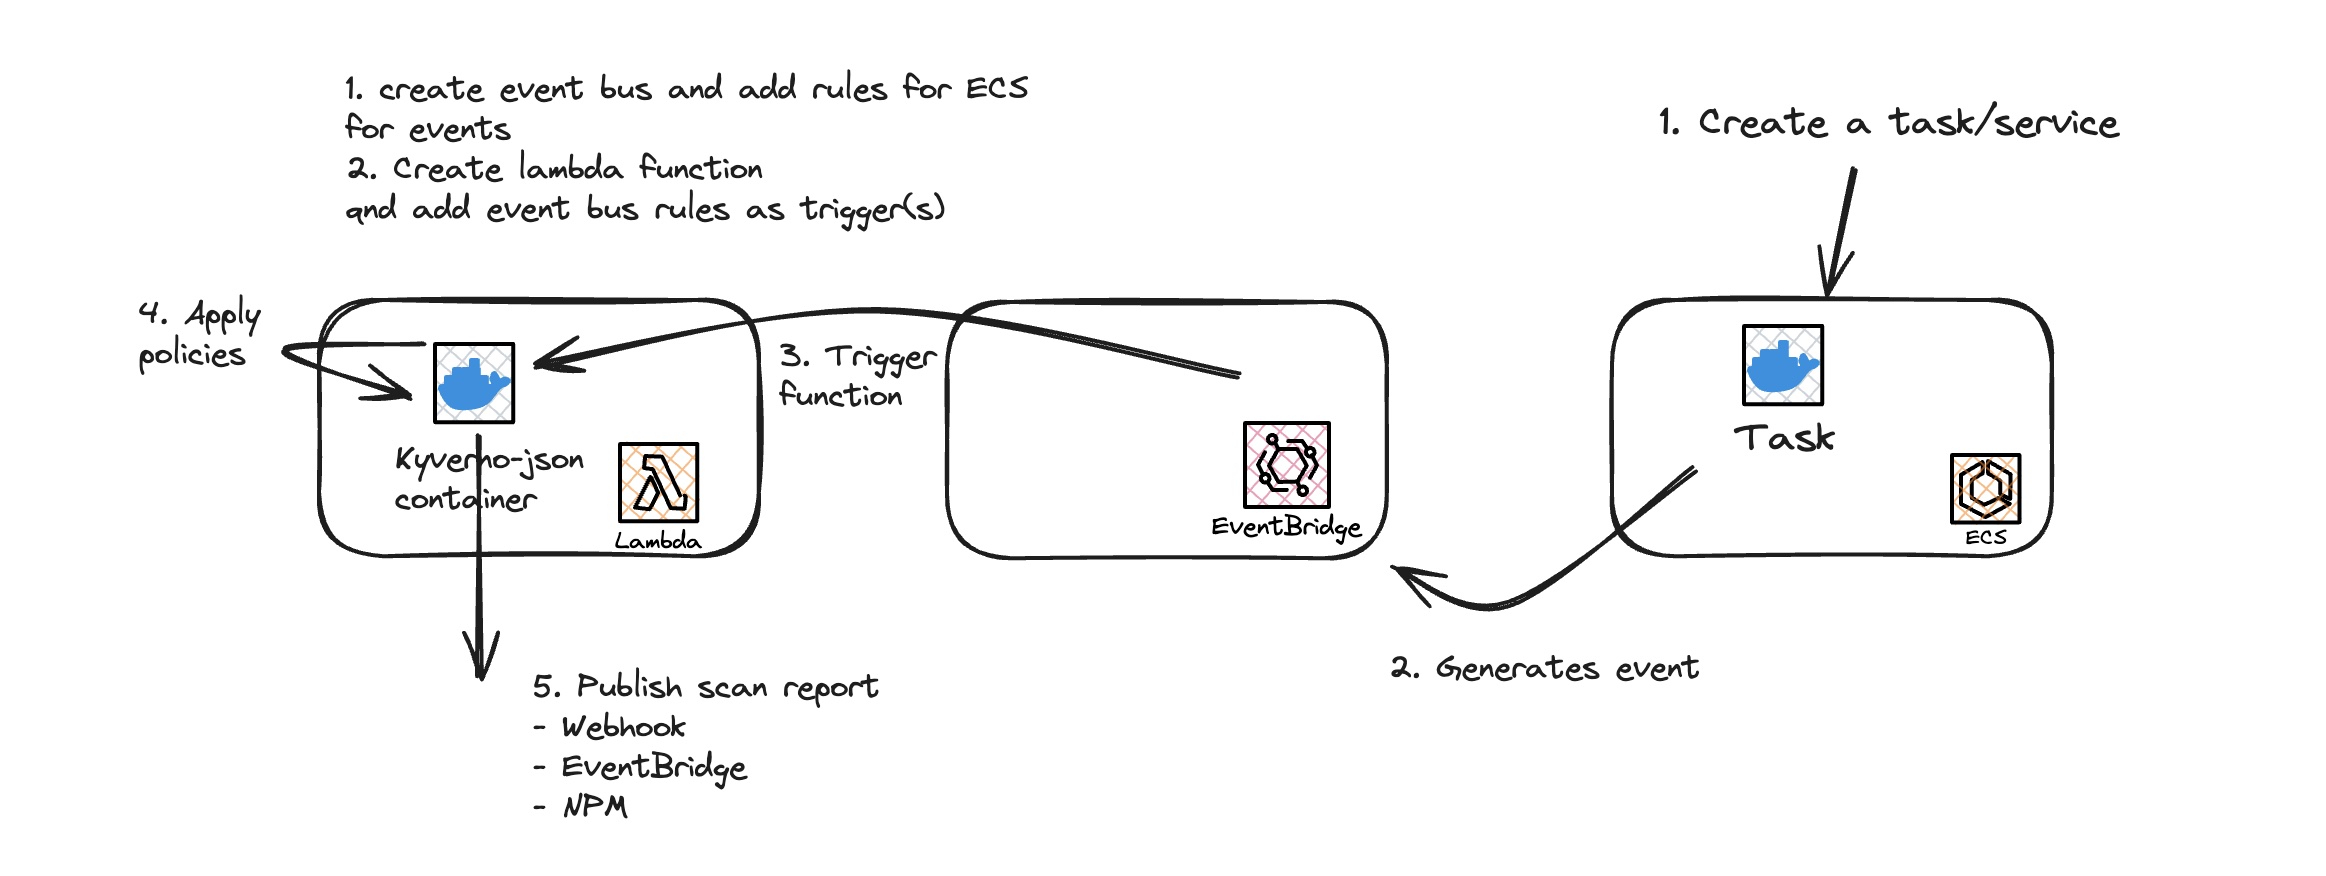 1. create event bus and add rules for ECS
for events
2. Create lambda function
and add event bus rules as trigger(s)
1. Create a task/service
4. Apply
policies
3. Trigger
function
Kyverno-json
container
Lambda
EventBridge
Task
ECS
2. Generates event
5. Publish scan report
- Webhook
- EventBridge
- NPM